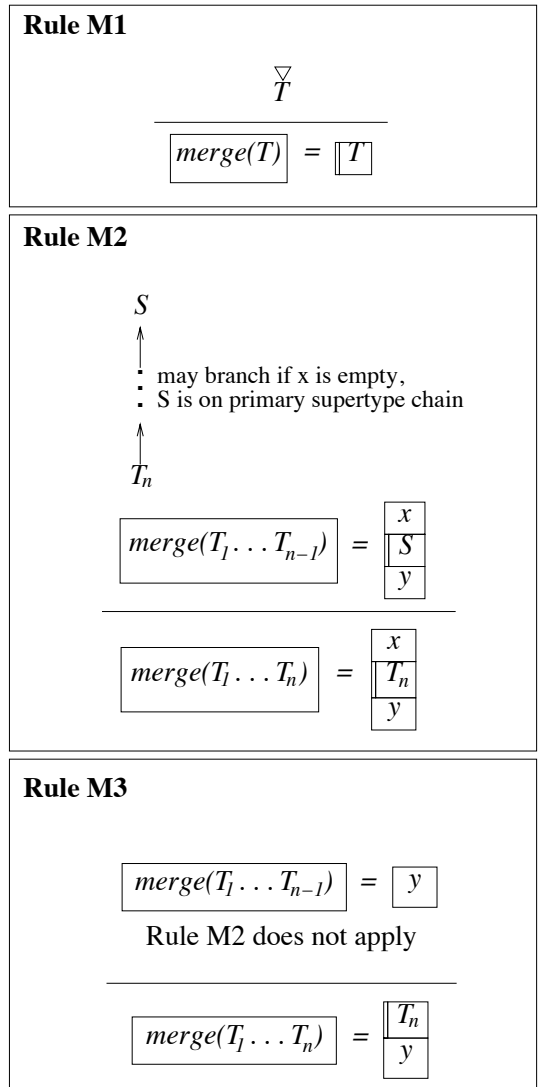 Rule M1
T
merge(T) = T
Rule M2
S
may branch if x is empty,
S is on primary supertype chain
Tn
x
merge(T1 . . . Tn−1) = S
y
x
merge(T1 . . . Tn) = Tn
y
Rule M3
merge(T1 . . . Tn−1) = y
Rule M2 does not apply
merge(T1 . . . Tn) = Tn
y